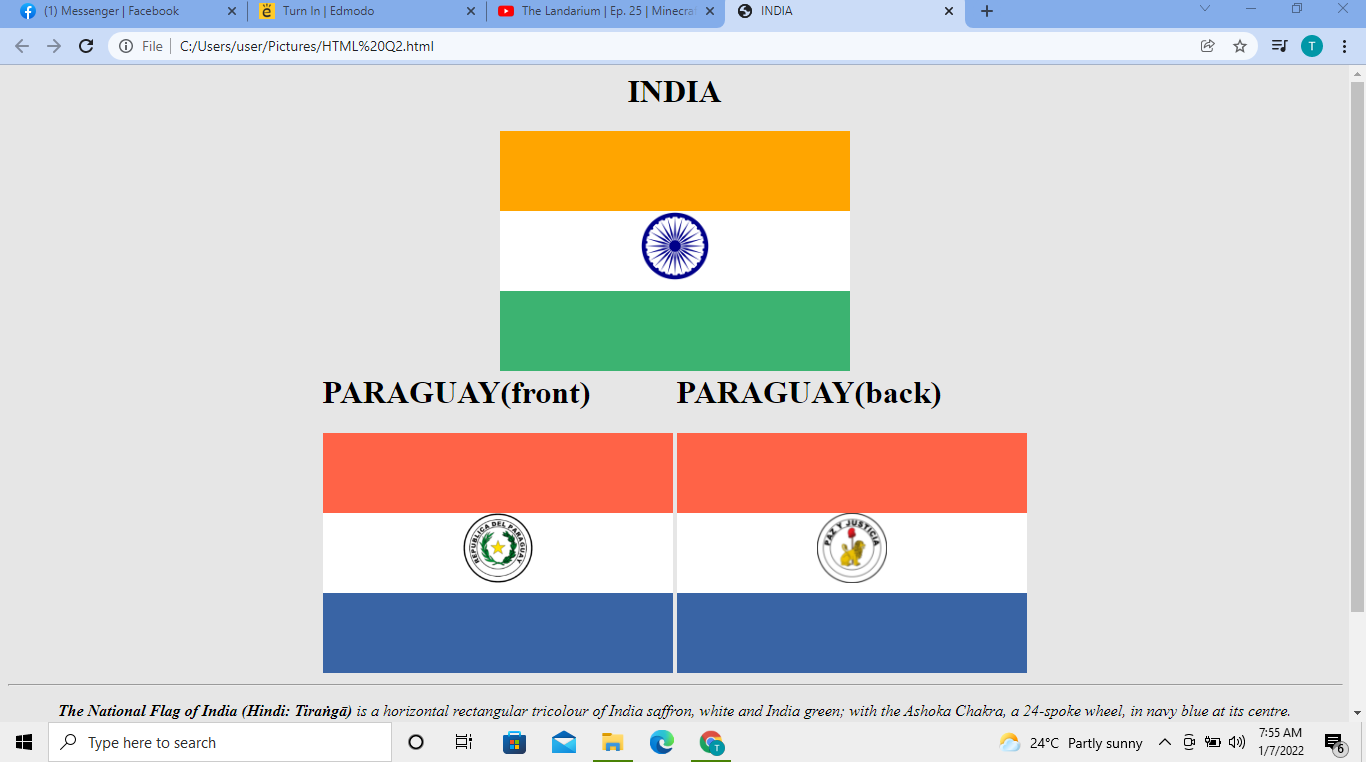 (1) Messenger | Facebook
Turn In | Edmodo
The Landarium | Ep. 25 | Minecra
INDIA
File
C:/Users/user/Pictures/HTML%20Q2.html
T
INDIA
PARAGUAY(front) PARAGUAY(back)
REPUBLICA DEL PARAGUAY
PAZ Y JUSTICIA
The National Flag of India (Hindi: Tiraṅgā) is a horizontal rectangular tricolour of India saffron, white and India green; with the Ashoka Chakra, a 24-spoke wheel, in navy blue at its centre.
Type here to search
T
24°C Partly sunny
7:55 AM
1/7/2022
6